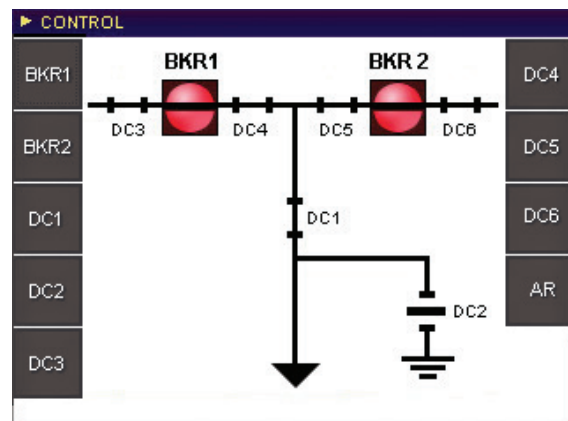 CONTROL
BKR1
BKR2
DC1
DC2
DC3
BKR1
BKR 2
DC3
DC4
DC5
DC6
DC1
DC2
DC4
DC5
DC6
AR